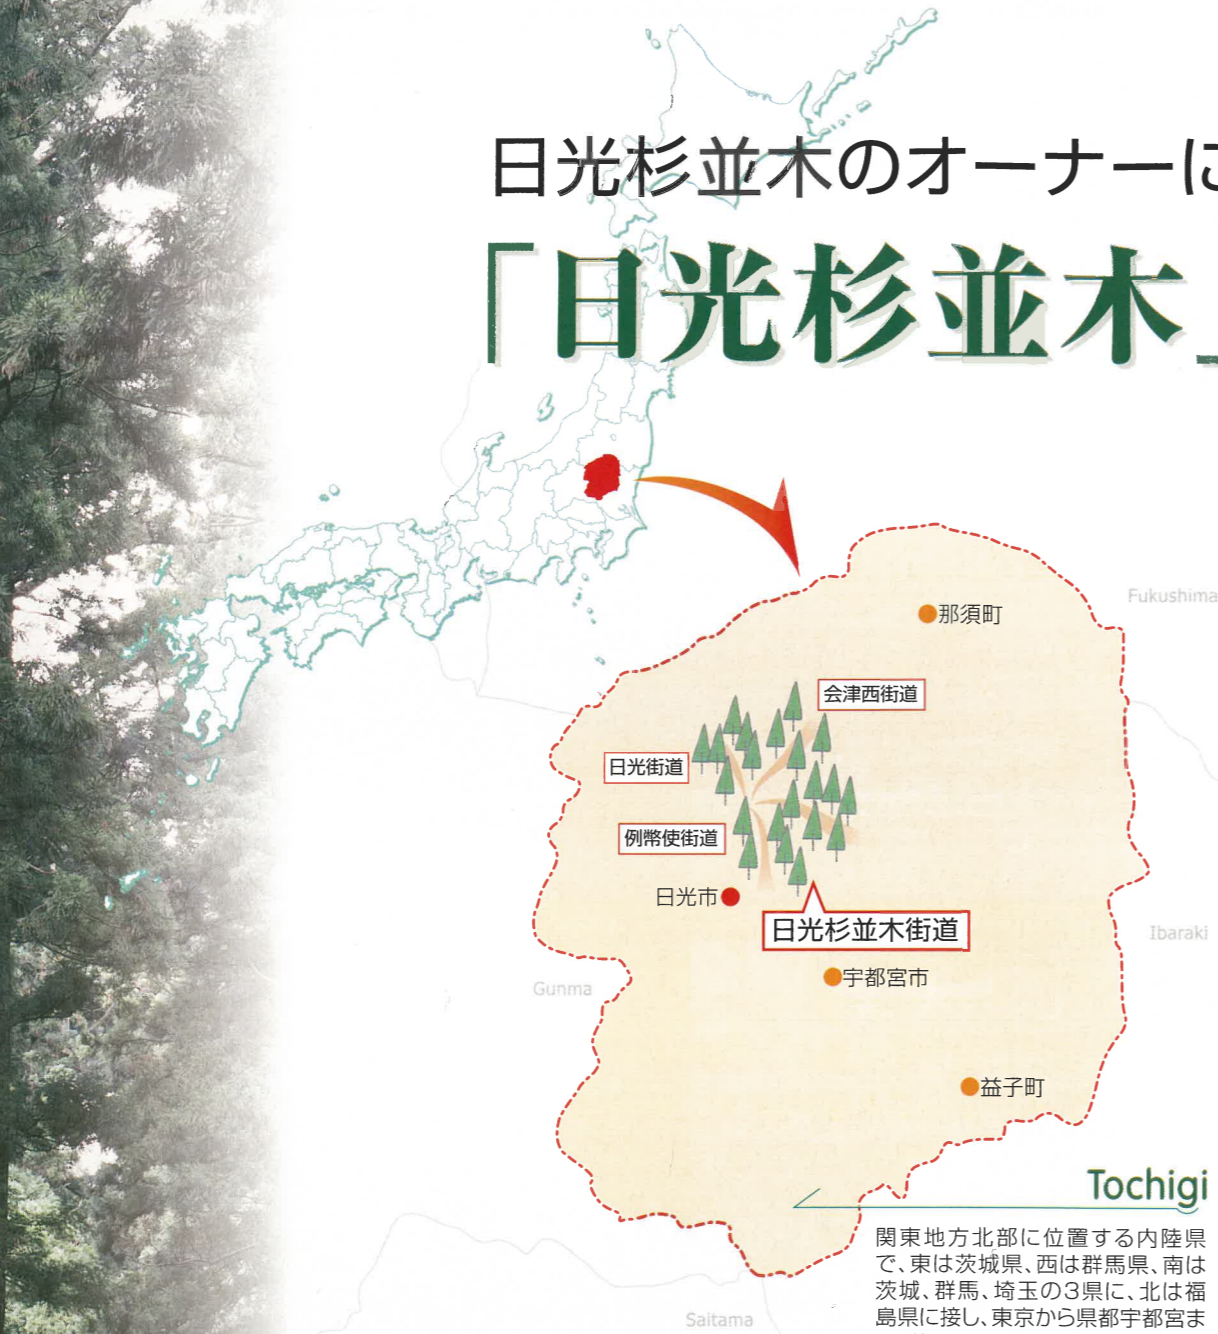 日光杉並木のオーナーに
「日光杉並木」
Fukushima
那須町
会津西街道
日光街道
例幣使街道
日光市
日光杉並木街道
Ibaraki
宇都宮市
Gunma
益子町
Tochigi
関東地方北部に位置する内陸県
で、東は茨城県、西は群馬県、南は
茨城、群馬、埼玉の3県に、北は福
島県に接し、東京から県都宇都宮ま
Saitama